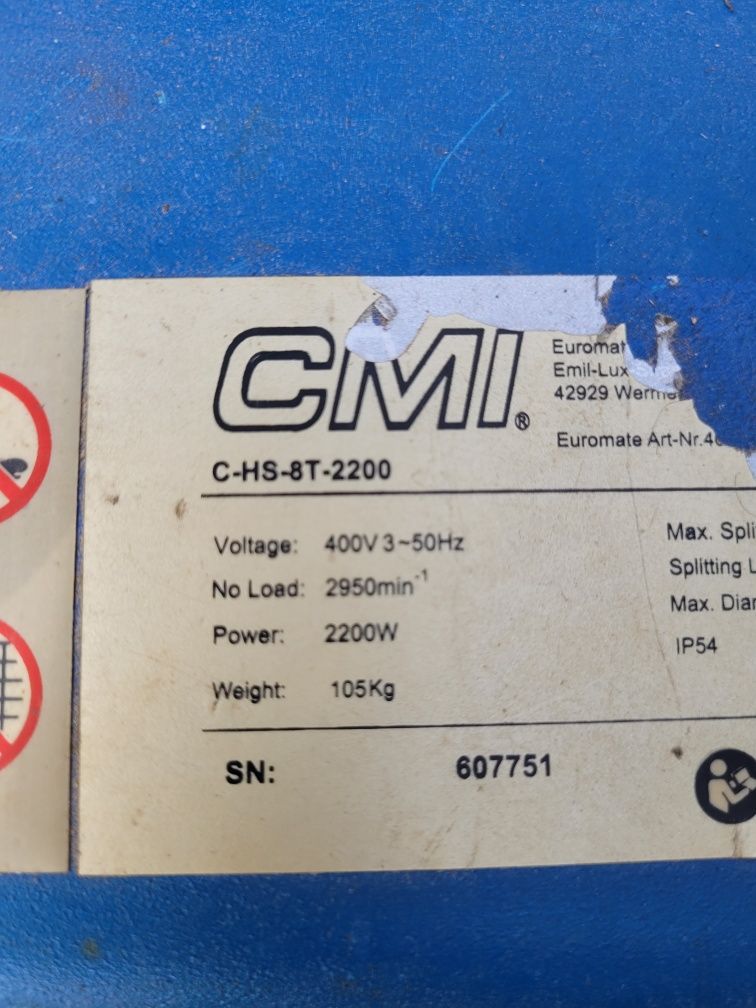 CMI®
Euromat
Emil-Lux
42929 Werme
Euromate Art-Nr.4
C-HS-8T-2200
Voltage: 400V 3~50Hz
No Load: 2950min-1
Power: 2200W
Weight: 105Kg
Max. Spli
Splitting L
Max. Dia
IP54
SN: 607751